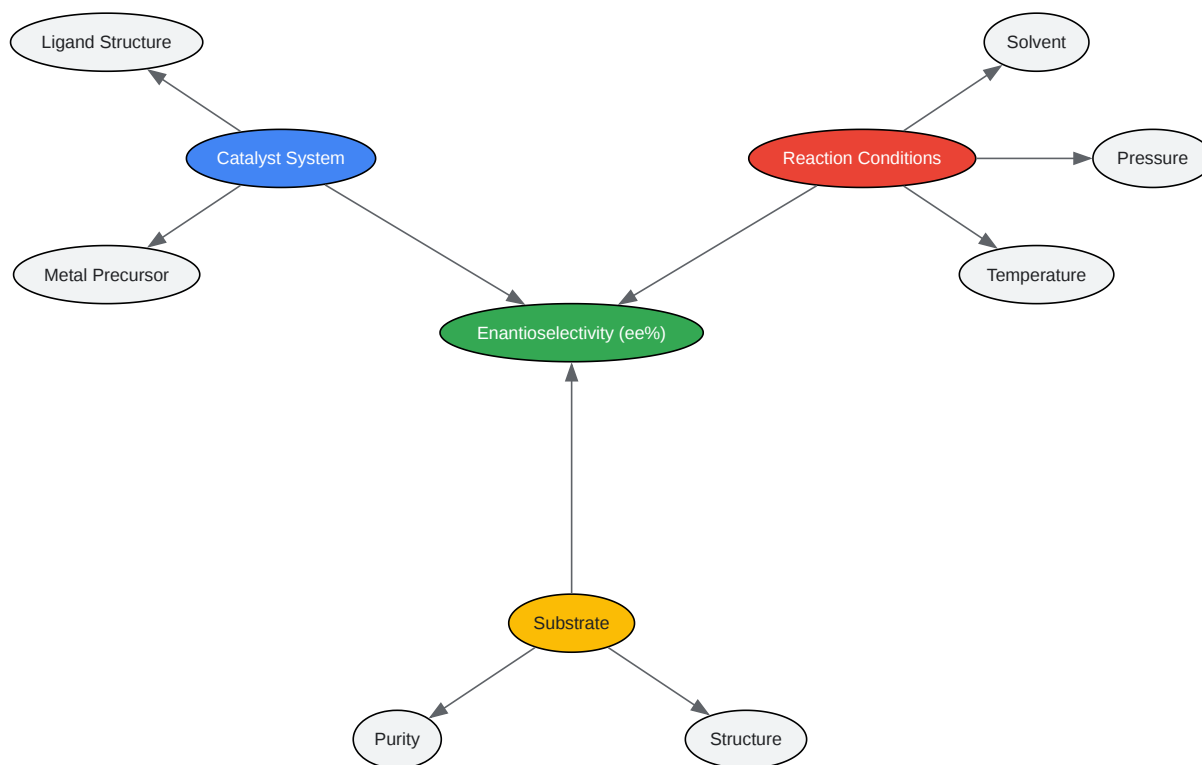 Ligand Structure
Solvent
Catalyst System
Reaction Conditions
Pressure
Metal Precursor
Temperature
Enantioselectivity (ee%)
Substrate
Purity
Structure